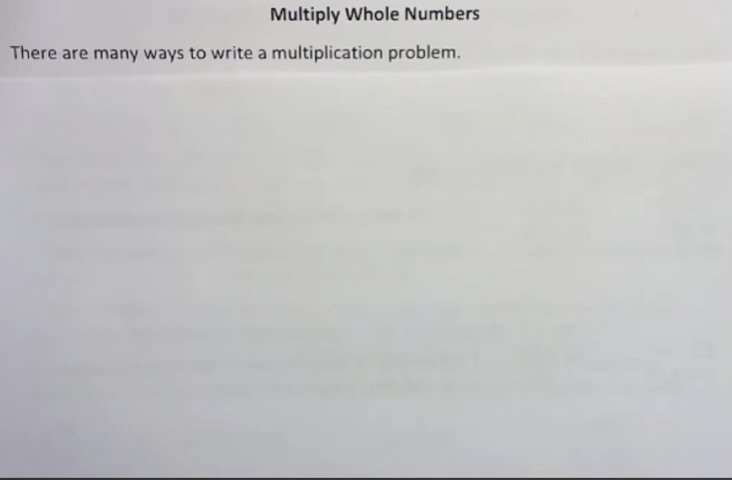 Multiply Whole Numbers
There are many ways to write a multiplication problem.